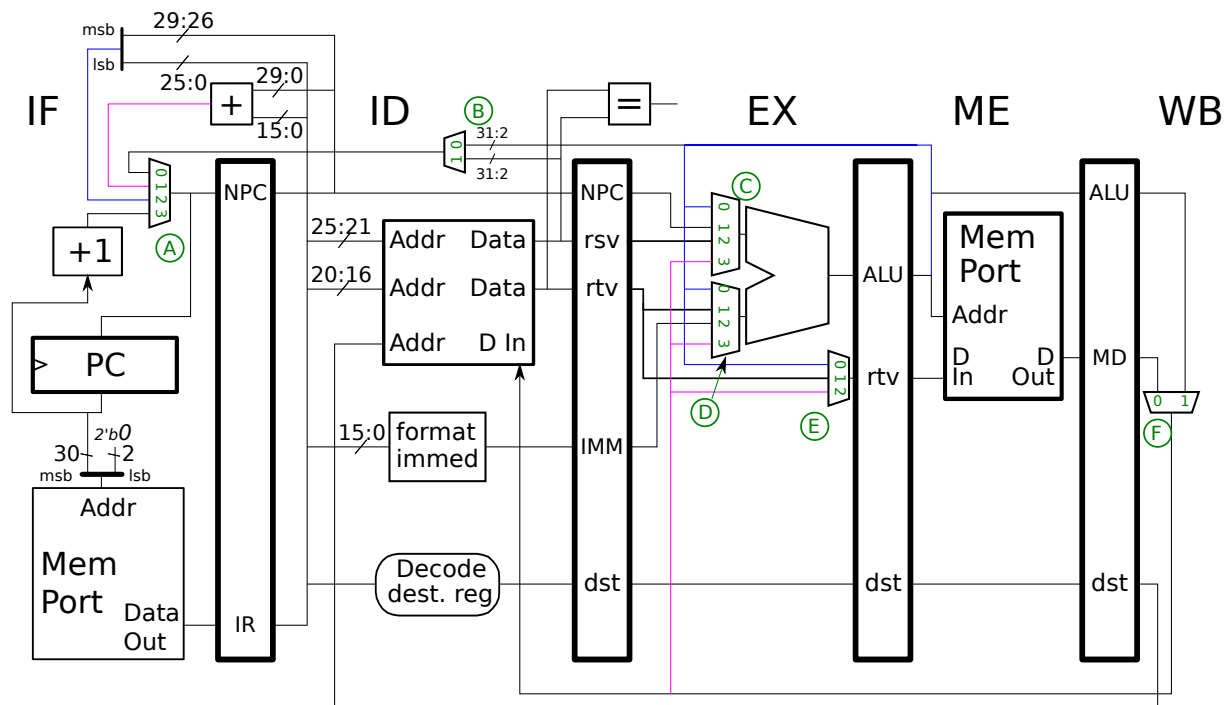 29:26
msb
lsb
25:0
29:0
+
15:0
IF
ID
B
=
EX
ME
WB
31:2
0
1
31:2
0
1
2
3
A
+1
NPC
NPC
C
ALU
25:21
Addr
Data
rsv
0
1
2
3
Mem
Port
20:16
Addr
Data
rtv
0
1
2
3
ALU
Addr
Addr
D In
PC
D
In
D
Out
MD
rtv
0
1
2
0
1
D
E
F
2'b0
30
2
msb
lsb
15:0
format
immed
IMM
Addr
Mem
Port
Data
Out
IR
Decode
dest. reg
dst
dst
dst